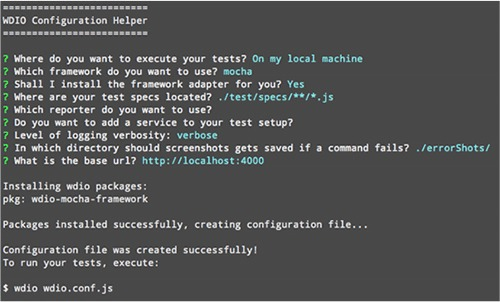 =========================
WDIO Configuration Helper
=========================
? Where do you want to execute your tests? On my local machine
? Which framework do you want to use? mocha
? Shall I install the framework adapter for you? Yes
? Where are your test specs located? ./test/specs/**/*.js
? Which reporter do you want to use?
? Do you want to add a service to your test setup?
? Level of logging verbosity: verbose
? In which directory should screenshots gets saved if a command fails? ./errorShots/
? What is the base url? http://localhost:4000
Installing wdio packages:
pkg: wdio-mocha-framework
Packages installed successfully, creating configuration file...
Configuration file was created successfully!
To run your tests, execute:
$ wdio wdio.conf.js